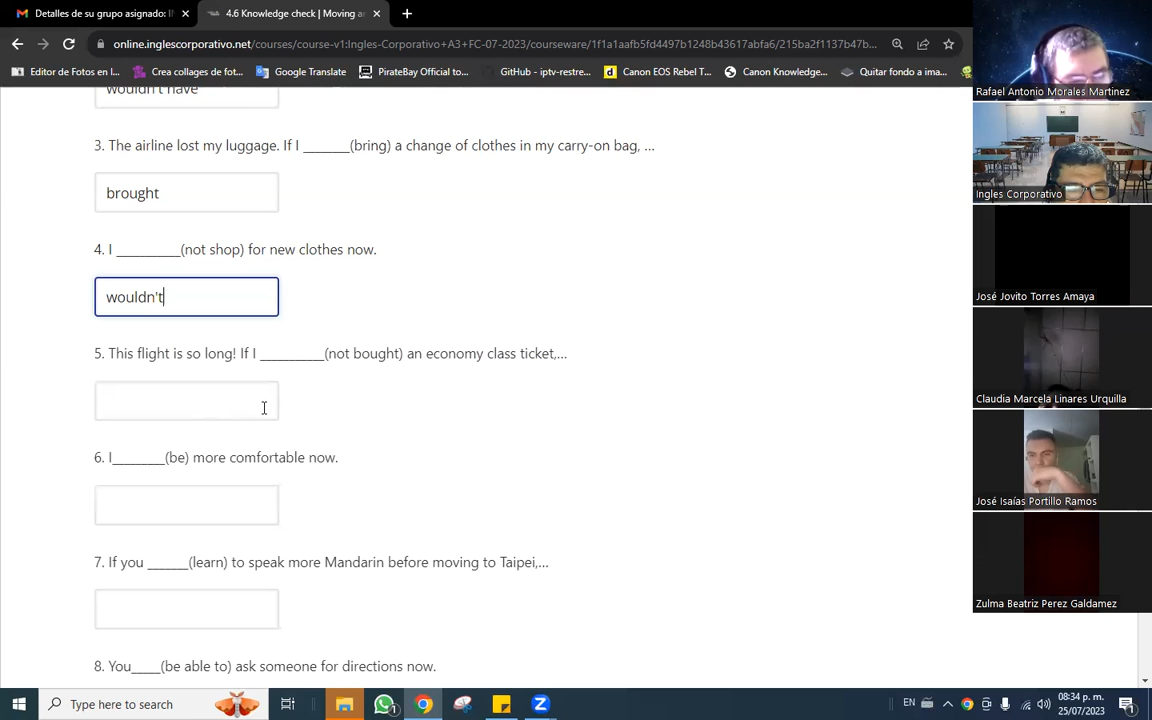 Detalles de su grupo asignado: I
4.6 Knowledge check | Moving a
online.inglescorporativo.net/courses/course-v1:Ingles-Corporativo+A3+FC-07-2023/courseware/1f1a1aafb5fd4497b1248b43617abfa6/215ba2f1137b47b...
Editor de Fotos en l...
Crea collages de fot...
Google Translate
PirateBay Official to...
GitHub - iptv-restre...
Canon EOS Rebel T...
Canon Knowledge...
Quitar fondo a ima...
wouldn't have
3. The airline lost my luggage. If I _______(bring) a change of clothes in my carry-on bag, ...
brought
4. I __________(not shop) for new clothes now.
wouldn't
5. This flight is so long! If I __________(not bought) an economy class ticket,...
6. I________(be) more comfortable now.
7. If you ______(learn) to speak more Mandarin before moving to Taipei,...
8. You____(be able to) ask someone for directions now.
Rafael Antonio Morales Martinez
Ingles Corporativo
José Jovito Torres Amaya
Claudia Marcela Linares Urquilla
José Isaías Portillo Ramos
Zulma Beatriz Perez Galdamez
Type here to search
1
EN
08:34 p. m.
25/07/2023
1